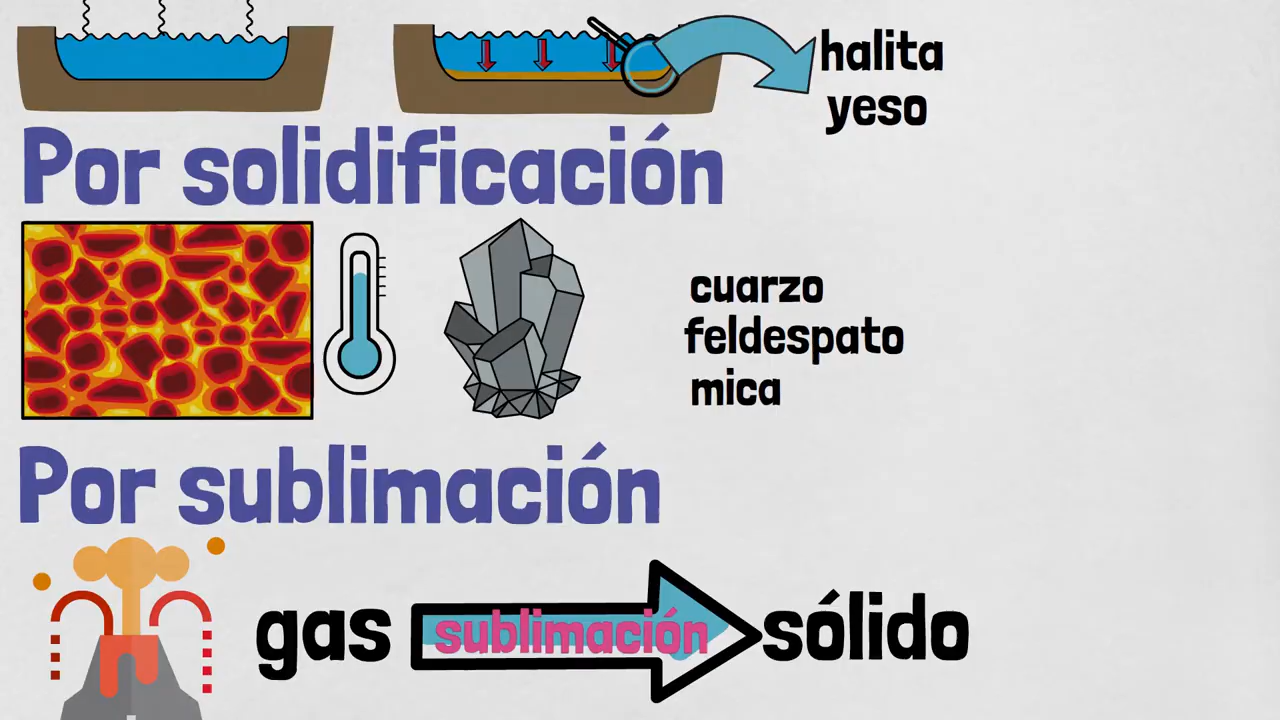 halita
yeso
Por solidificación
cuarzo
feldespato
mica
Por sublimación
gas sublimación sólido